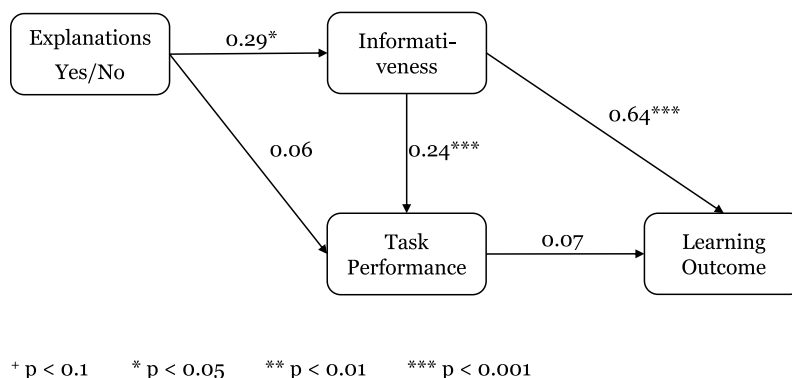 Explanations
Yes/No
0.29*
Informati-
veness
0.64***
0.06
0.24***
Task
Performance
0.07
Learning
Outcome
+ p < 0.1 * p < 0.05 ** p < 0.01 *** p < 0.001